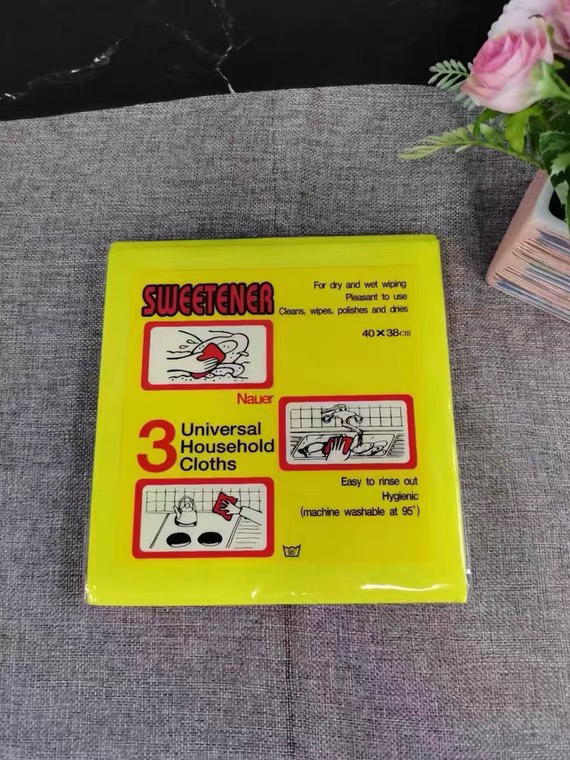 SWEETENER
For dry and wet wiping
Pleasant to use
Cleans, wipes, polishes and dries
40×38cm
Nauer
3 Universal
Household
Cloths
Easy to rinse out
Hygienic
(machine washable at 95°)
95